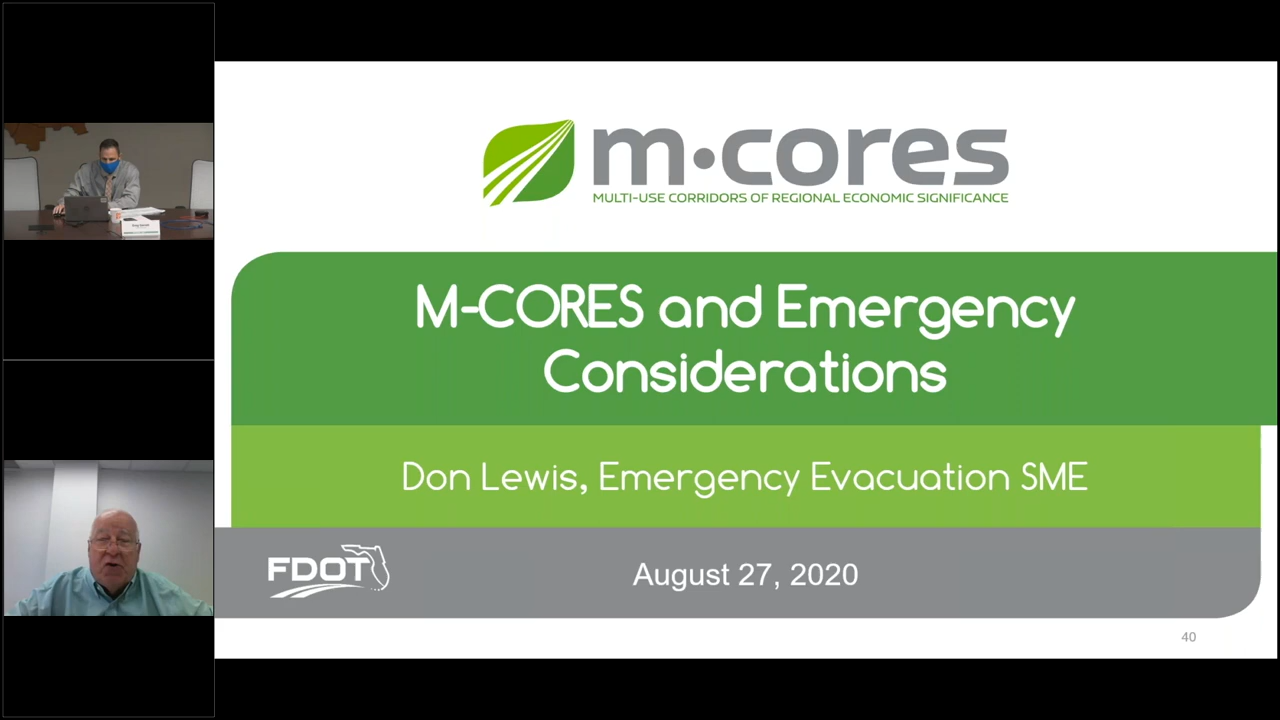 m•cores
MULTI-USE CORRIDORS OF REGIONAL ECONOMIC SIGNIFICANCE
M-CORES and Emergency
Considerations
Don Lewis, Emergency Evacuation SME
FDOT
August 27, 2020
40